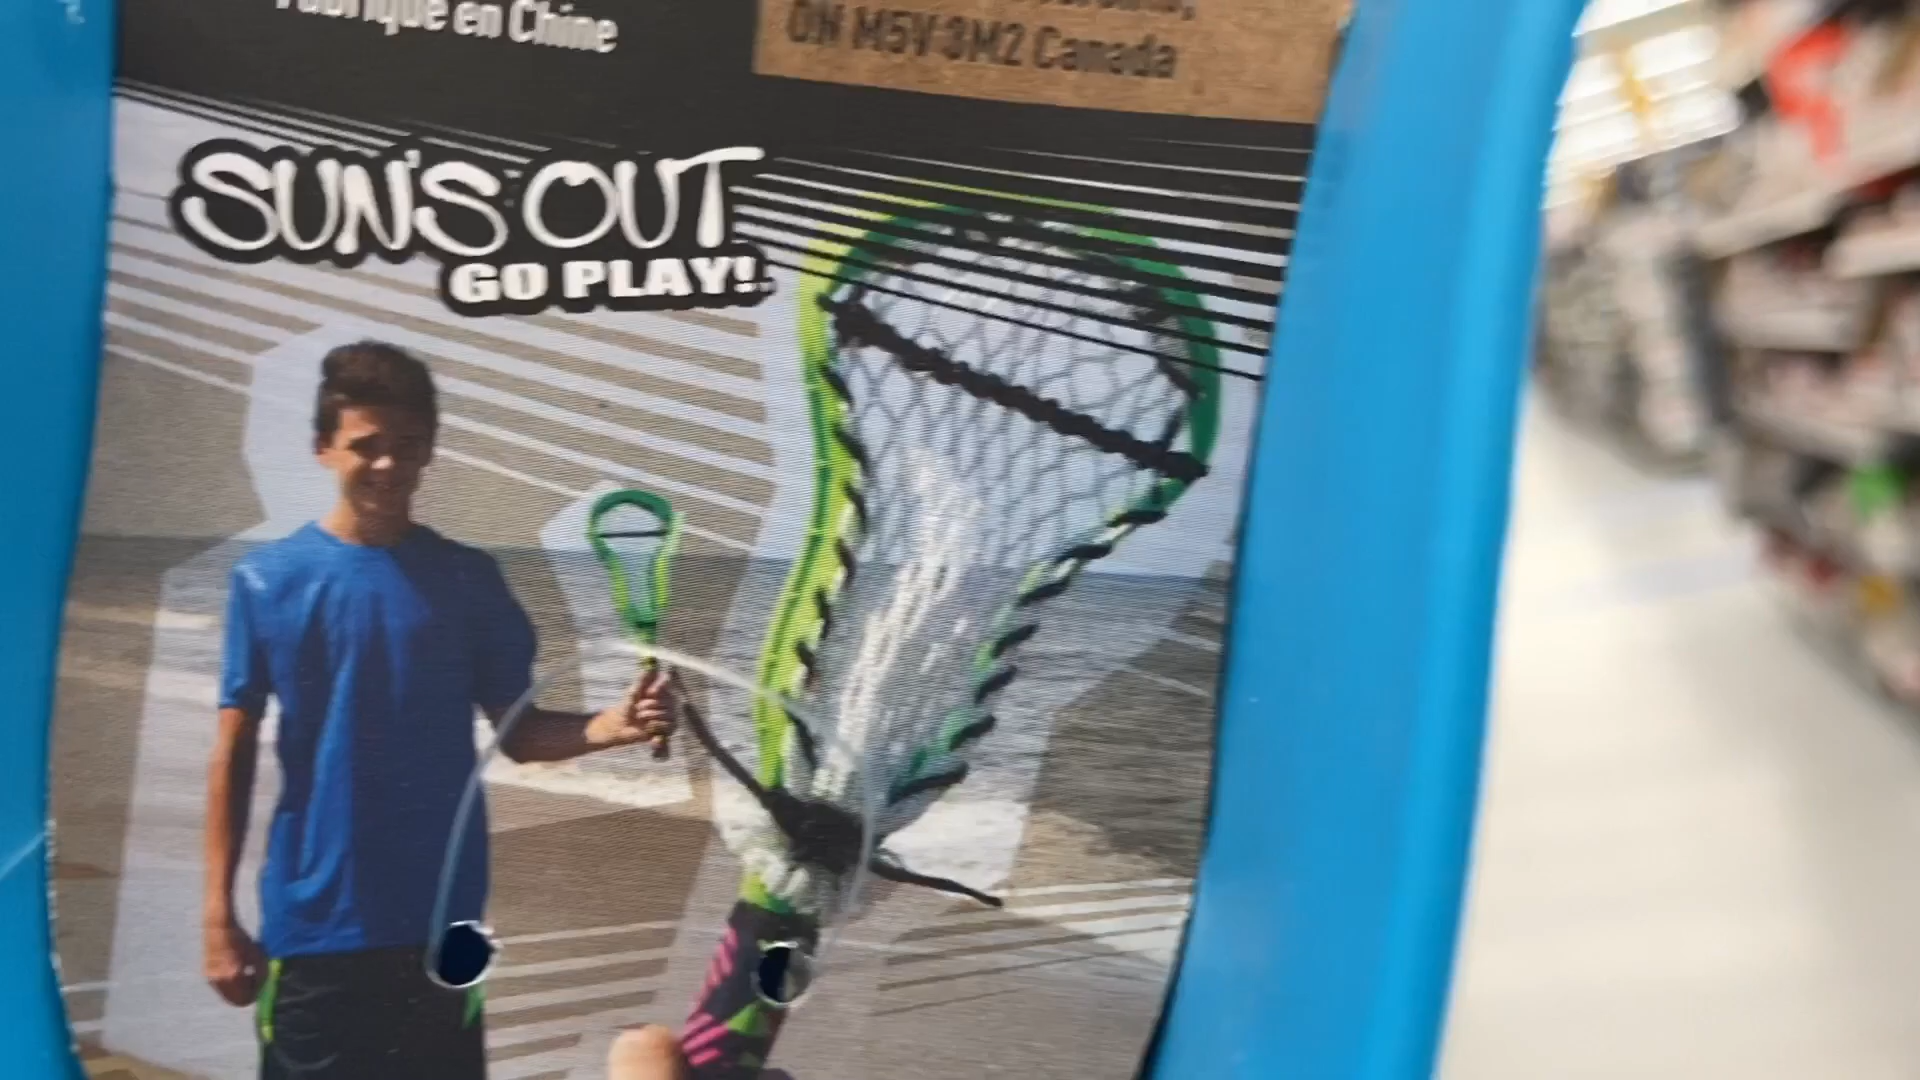 Fabriqué en Chine
ON M5V 3M2 Canada
SUN'S OUT
GO PLAY!